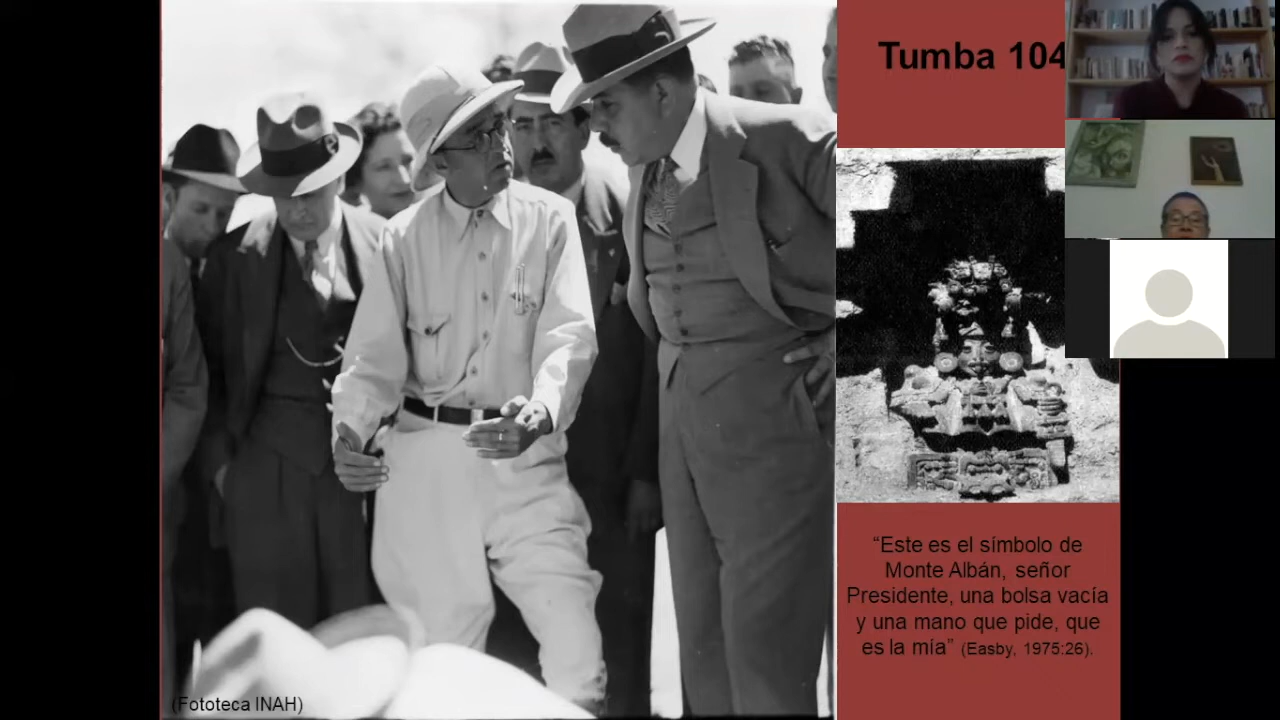 Tumba 104
“Este es el símbolo de
Monte Albán, señor
Presidente, una bolsa vacía
y una mano que pide, que
es la mía” (Easby, 1975:26).
(Fototeca INAH)